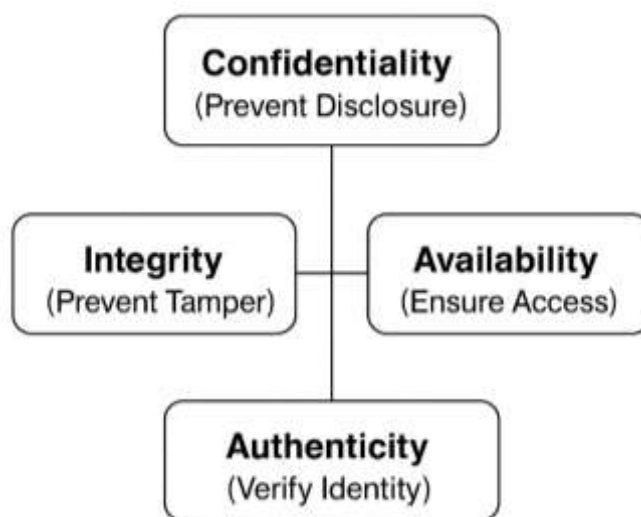 Confidentiality
(Prevent Disclosure)
Integrity
(Prevent Tamper)
Availability
(Ensure Access)
Authenticity
(Verify Identity)